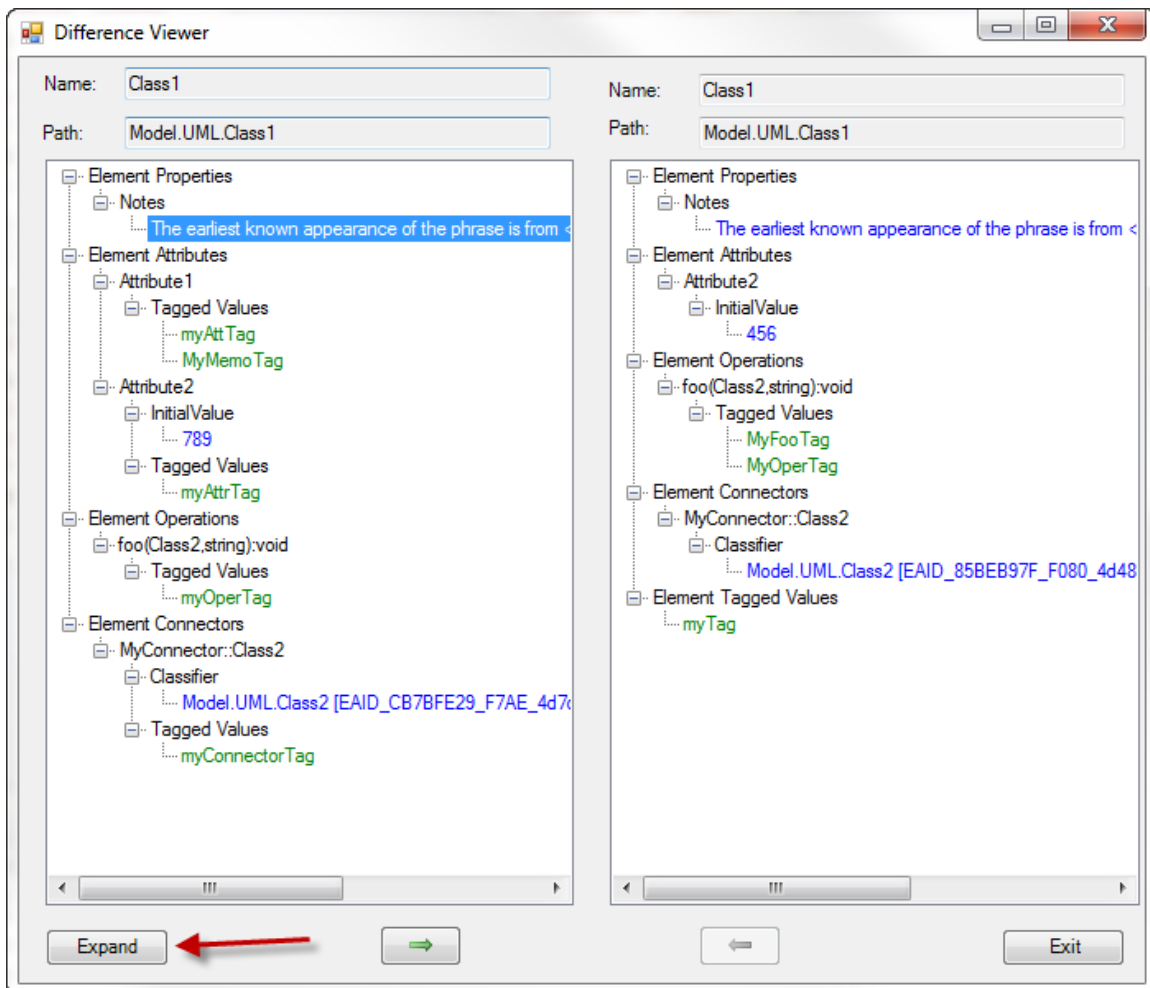 Difference Viewer
Name:
Class1
Path:
Model.UML.Class1
Element Properties
Notes
The earliest known appearance of the phrase is from <
Element Attributes
Attribute1
Tagged Values
myAttTag
MyMemoTag
Attribute2
InitialValue
789
Tagged Values
myAttrTag
Element Operations
foo(Class2,string):void
Tagged Values
myOperTag
Element Connectors
MyConnector::Class2
Classifier
Model.UML.Class2 [EAID_CB7BFE29_F7AE_4d7c
Tagged Values
myConnectorTag
Name:
Class1
Path:
Model.UML.Class1
Element Properties
Notes
The earliest known appearance of the phrase is from <
Element Attributes
Attribute2
InitialValue
456
Element Operations
foo(Class2,string):void
Tagged Values
MyFooTag
MyOperTag
Element Connectors
MyConnector::Class2
Classifier
Model.UML.Class2 [EAID_85BEB97F_F080_4d48
Element Tagged Values
myTag
Expand
Exit